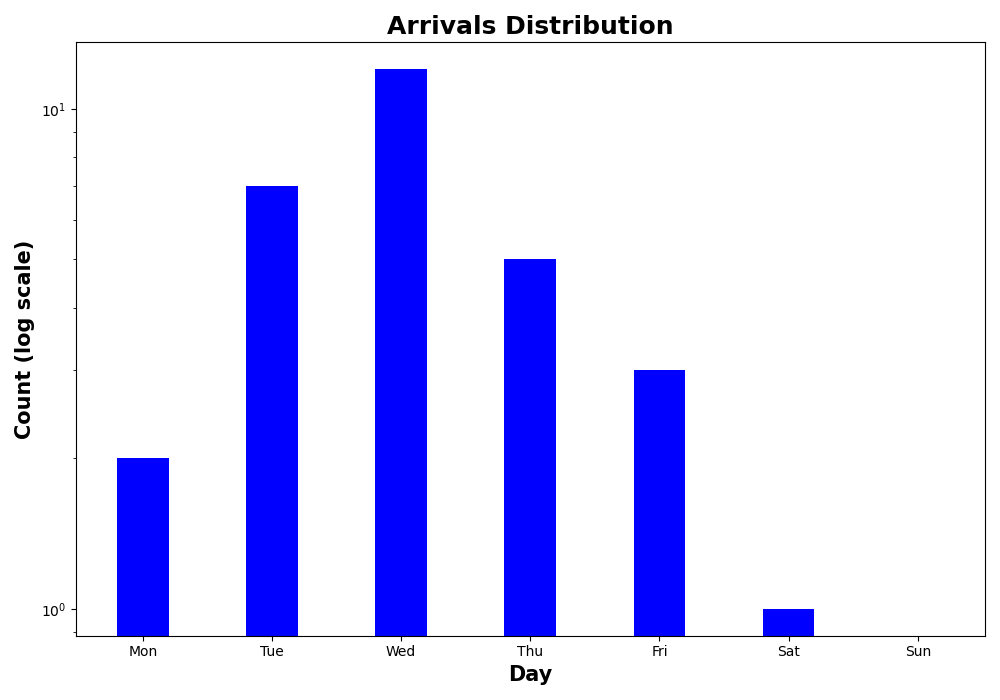 Arrivals Distribution
Count (log scale)
10¹
10⁰
Mon Tue Wed Thu Fri Sat Sun
Day